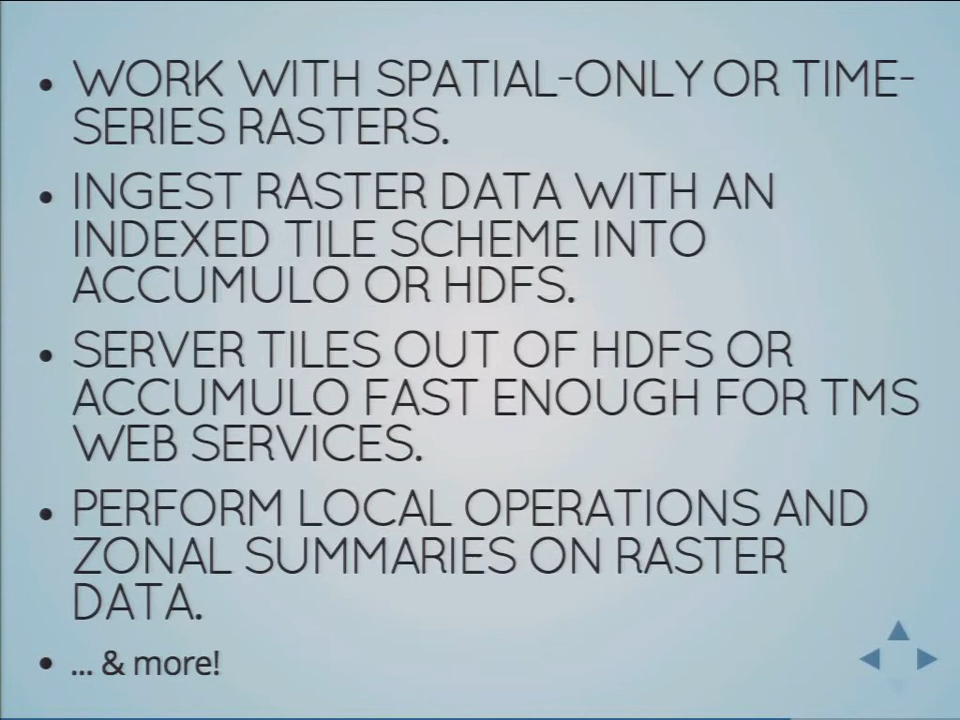 • WORK WITH SPATIAL-ONLY OR TIME-
SERIES RASTERS.
• INGEST RASTER DATA WITH AN
INDEXED TILE SCHEME INTO
ACCUMULO OR HDFS.
• SERVER TILES OUT OF HDFS OR
ACCUMULO FAST ENOUGH FOR TMS
WEB SERVICES.
• PERFORM LOCAL OPERATIONS AND
ZONAL SUMMARIES ON RASTER
DATA.
• ... & more!